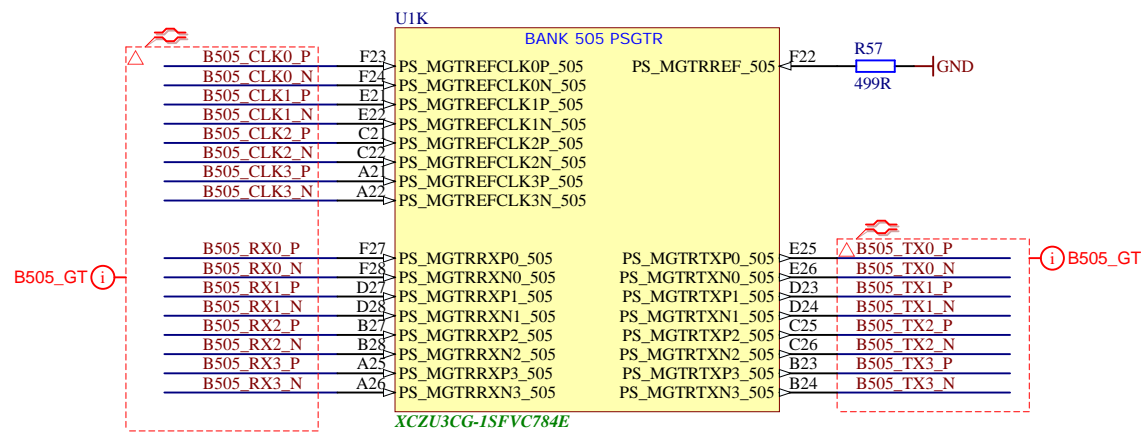 U1K
BANK 505 PSGTR
B505_CLK0_P F23 PS_MGTREFCLK0P_505 PS_MGTRREF_505 F22 R57 499R GND
B505_CLK0_N F24 PS_MGTREFCLK0N_505
B505_CLK1_P E21 PS_MGTREFCLK1P_505
B505_CLK1_N E22 PS_MGTREFCLK1N_505
B505_CLK2_P C21 PS_MGTREFCLK2P_505
B505_CLK2_N C22 PS_MGTREFCLK2N_505
B505_CLK3_P A21 PS_MGTREFCLK3P_505
B505_CLK3_N A22 PS_MGTREFCLK3N_505
B505_RX0_P F27 PS_MGTRRXP0_505 PS_MGTRTXP0_505 E25 B505_TX0_P
B505_GT i B505_RX0_N F28 PS_MGTRRXN0_505 PS_MGTRTXN0_505 E26 B505_TX0_N i B505_GT
B505_RX1_P D27 PS_MGTRRXP1_505 PS_MGTRTXP1_505 D23 B505_TX1_P
B505_RX1_N D28 PS_MGTRRXN1_505 PS_MGTRTXN1_505 D24 B505_TX1_N
B505_RX2_P B27 PS_MGTRRXP2_505 PS_MGTRTXP2_505 C25 B505_TX2_P
B505_RX2_N B28 PS_MGTRRXN2_505 PS_MGTRTXN2_505 C26 B505_TX2_N
B505_RX3_P A25 PS_MGTRRXP3_505 PS_MGTRTXP3_505 B23 B505_TX3_P
B505_RX3_N A26 PS_MGTRRXN3_505 PS_MGTRTXN3_505 B24 B505_TX3_N
XCZU3CG-1SFVC784E